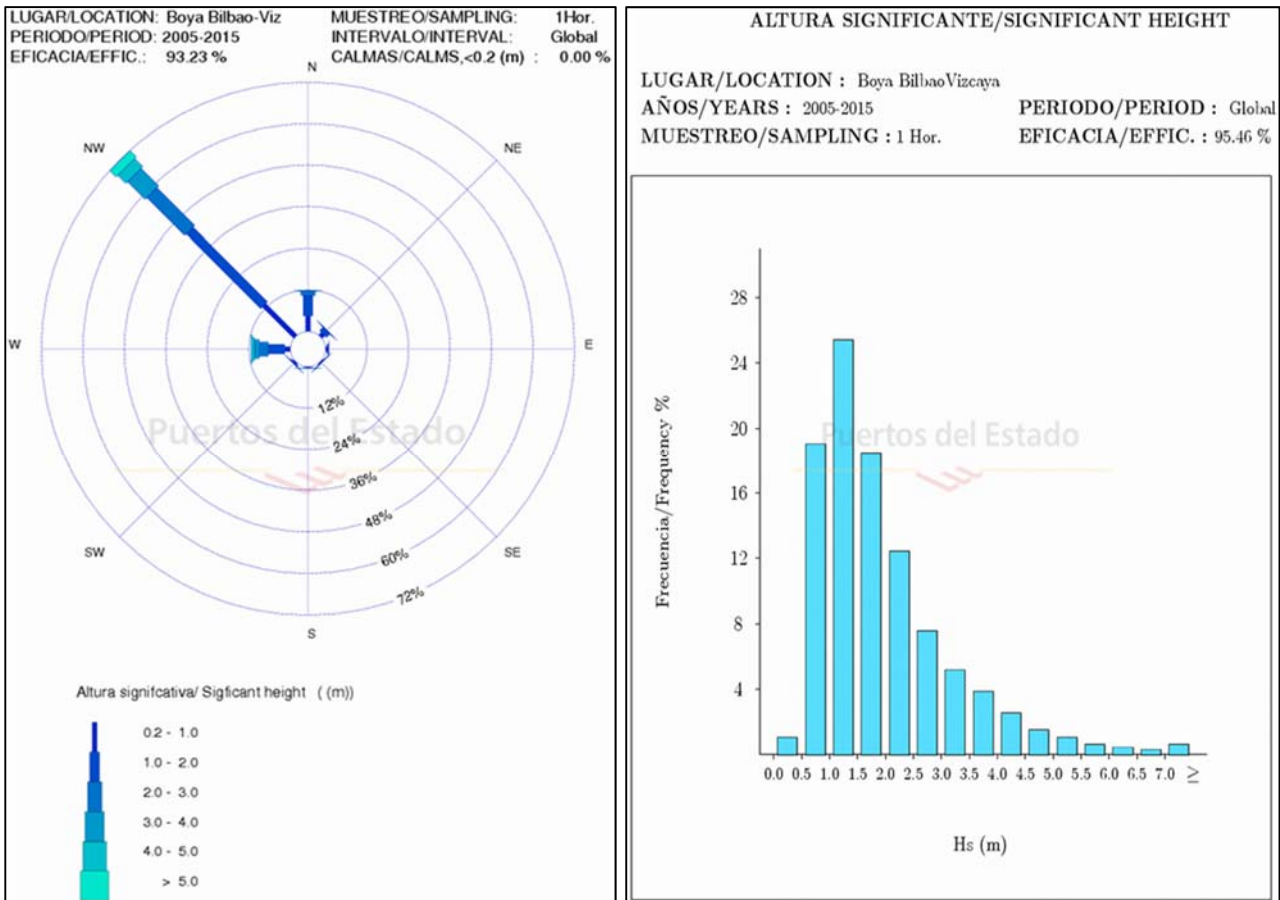 LUGAR/LOCATION: Boya Bilbao-Viz MUESTREO/SAMPLING: 1Hor.
PERIODO/PERIOD: 2005-2015 INTERVALO/INTERVAL: Global
EFICACIA/EFFIC.: 93.23 % CALMAS/CALMS,<0.2 (m) : 0.00 %
N
NW NE
W E
12%
Puertos del Estado
24%
36%
48%
SW SE
60%
72%
S
Altura signifcativa/ Sigficant height ( (m))
0.2 - 1.0
1.0 - 2.0
2.0 - 3.0
3.0 - 4.0
4.0 - 5.0
> 5.0
ALTURA SIGNIFICANTE/SIGNIFICANT HEIGHT
LUGAR/LOCATION : Boya BilbaoVizcaya
AÑOS/YEARS : 2005-2015 PERIODO/PERIOD : Global
MUESTREO/SAMPLING : 1 Hor. EFICACIA/EFFIC. : 95.46 %
Frecuencia/Frequency %
28
24
20
Puertos del Estado
16
12
8
4
0.0 0.5 1.0 1.5 2.0 2.5 3.0 3.5 4.0 4.5 5.0 5.5 6.0 6.5 7.0 ≥
Hs (m)